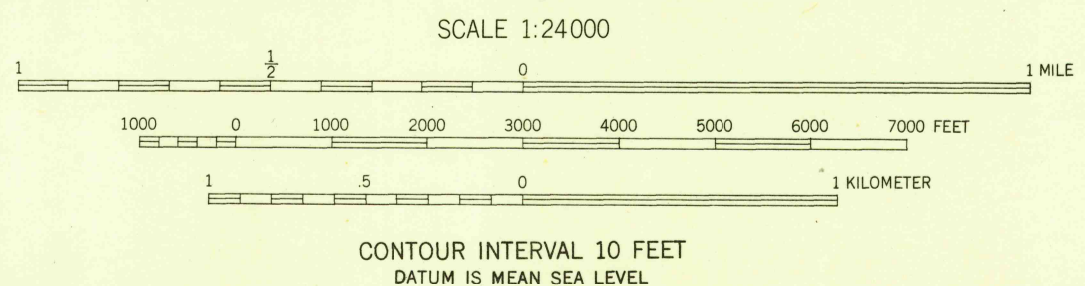 SCALE 1:24000
1 1/2 0 1 MILE
1000 0 1000 2000 3000 4000 5000 6000 7000 FEET
1 .5 0 1 KILOMETER
CONTOUR INTERVAL 10 FEET
DATUM IS MEAN SEA LEVEL